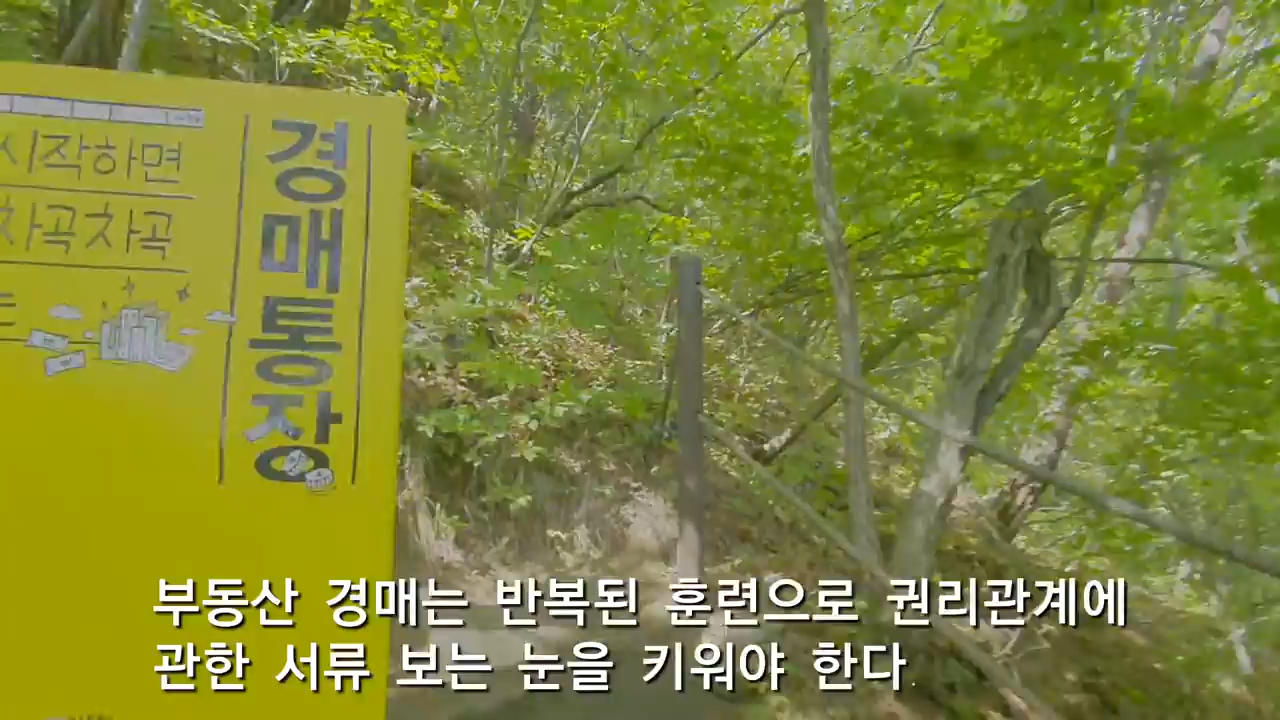 시작하면
차곡차곡
경매통장
부동산 경매는 반복된 훈련으로 권리관계에
관한 서류 보는 눈을 키워야 한다.